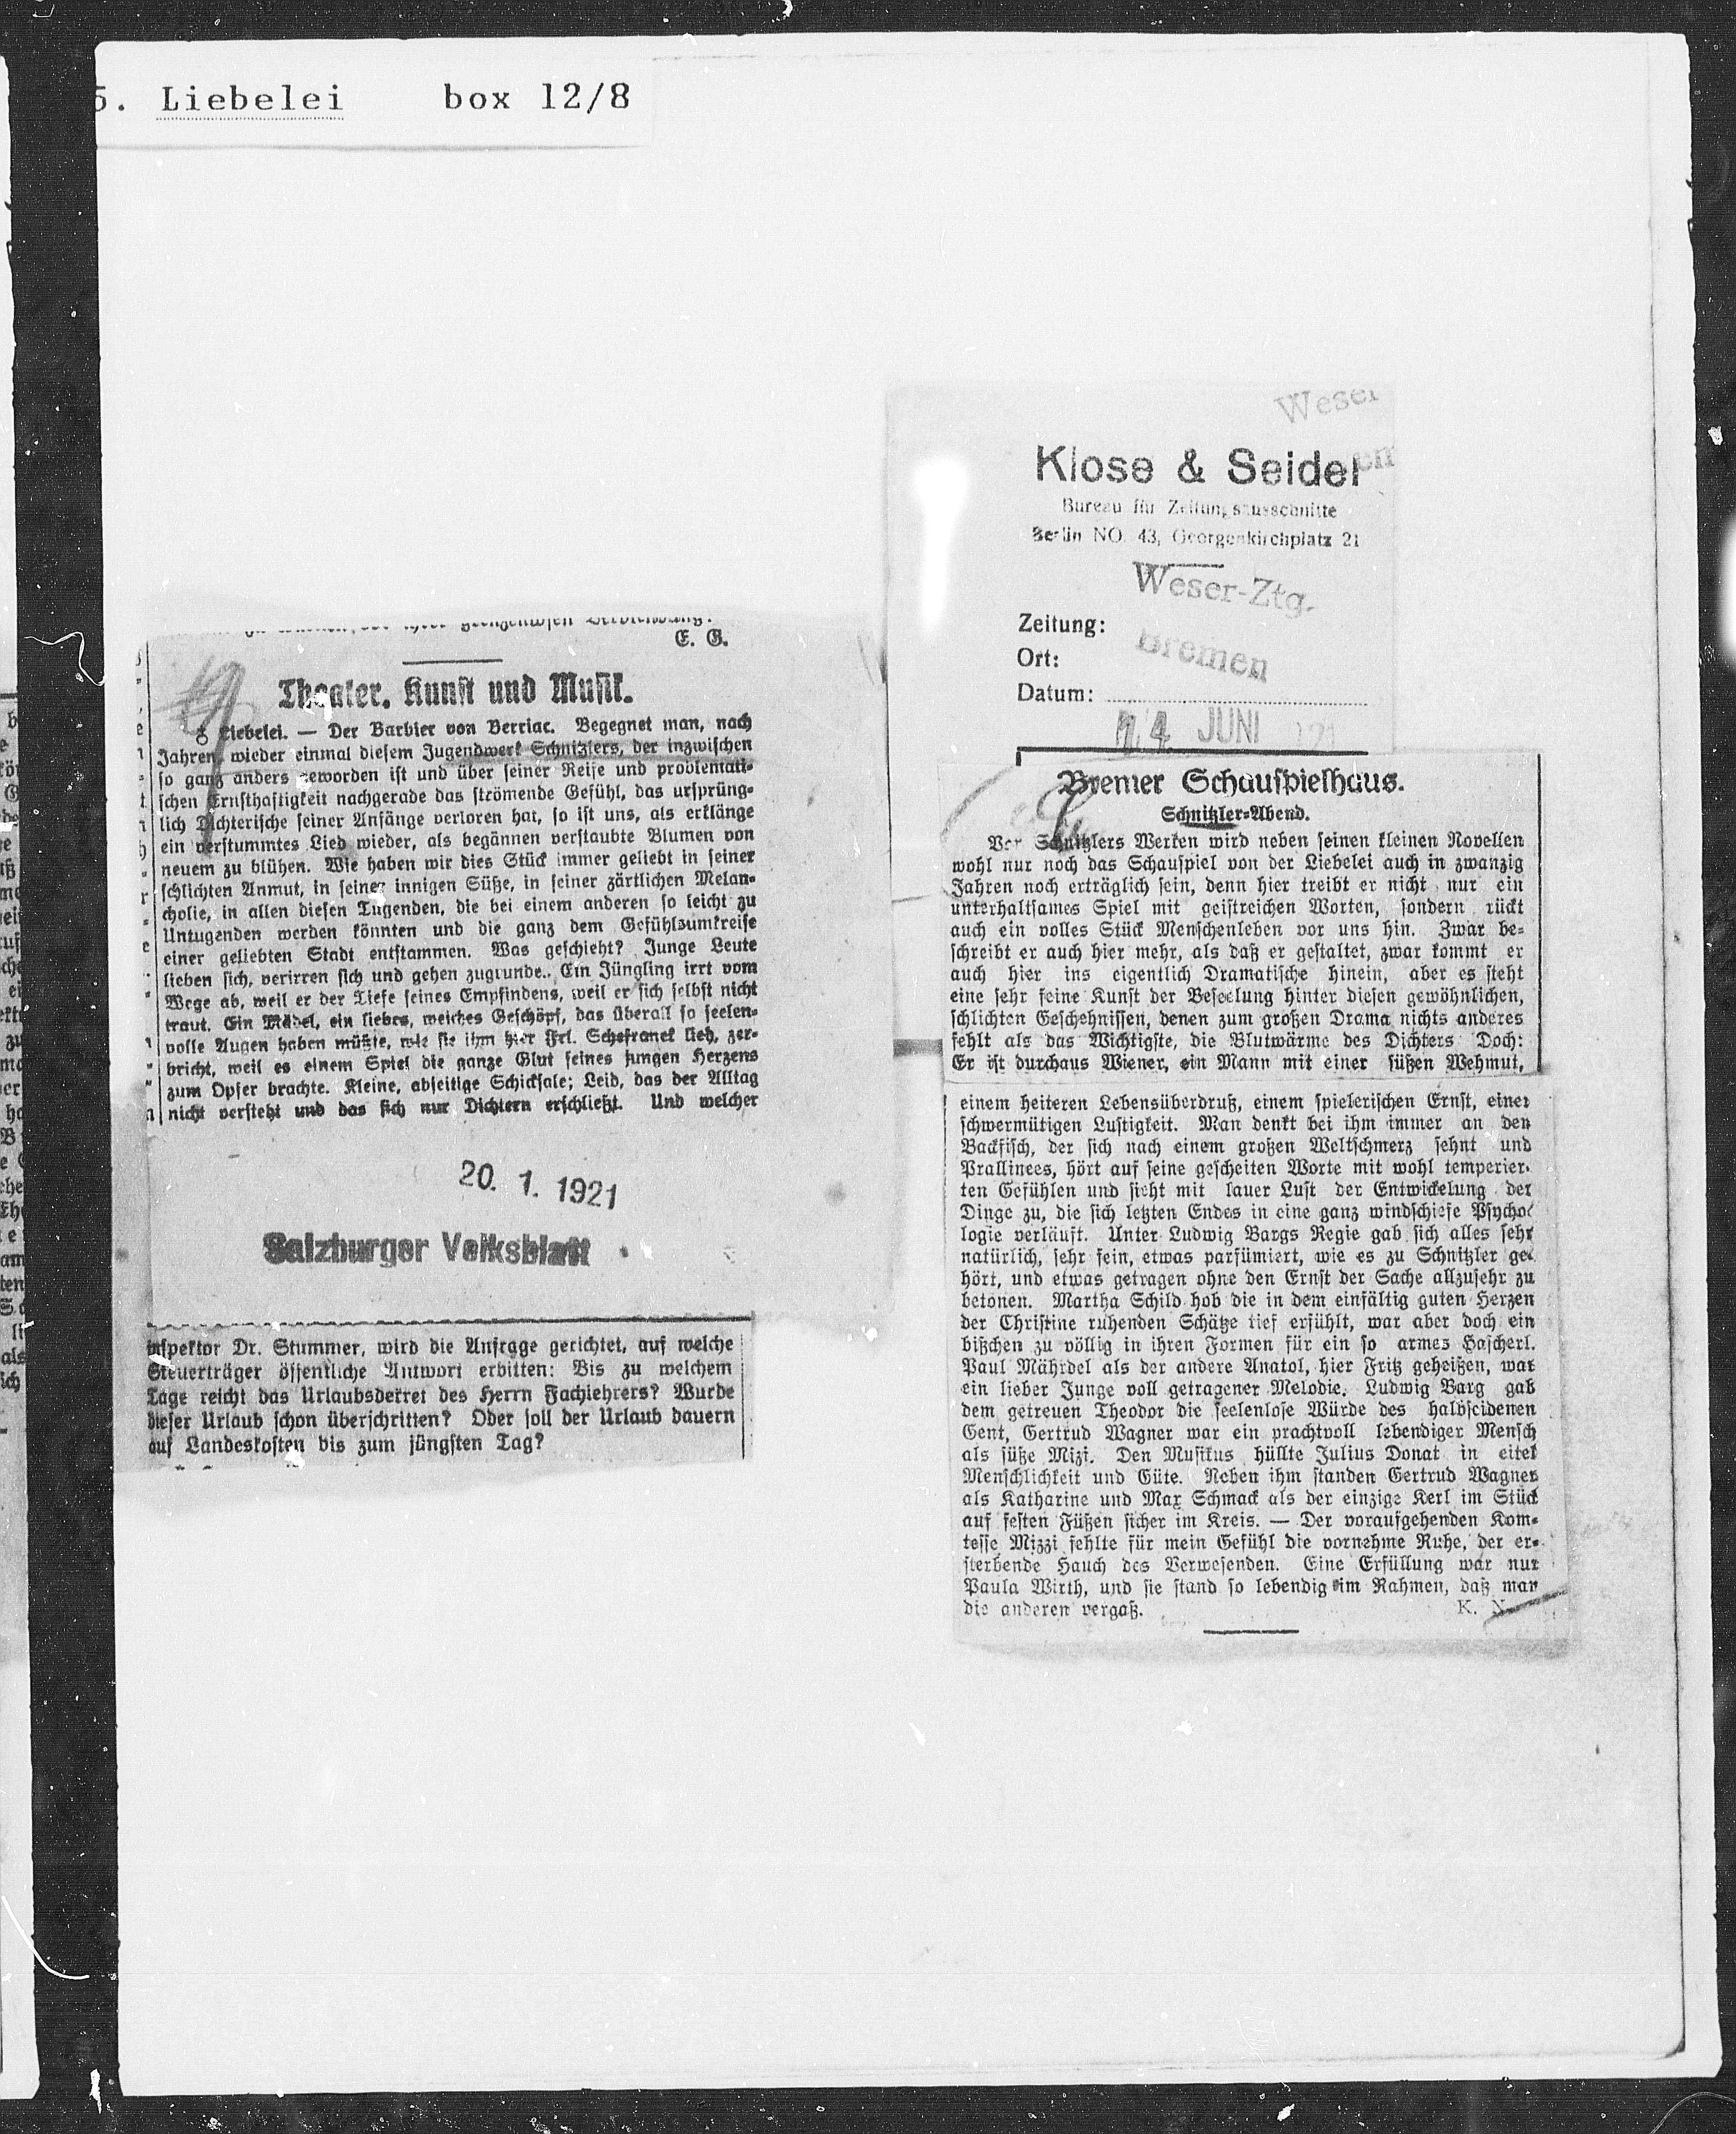 5. Liebelei box 12/8
E. G.
Theater, Kunst und Musik.
§ Liebelei. — Der Barbier von Berriac. Begegnet man, nach
Jahren, wieder einmal diesem Jugendwerk Schnitzlers, der inzwischen
so ganz anders geworden ist und über seiner Reife und problemati-
schen Ernsthaftigkeit nachgerade das strömende Gefühl, das ursprüng-
lich Dichterische seiner Anfänge verloren hat, so ist uns, als erklänge
ein verstummtes Lied wieder, als begännen verstaubte Blumen von
neuem zu blühen. Wie haben wir dies Stück immer geliebt in seiner
schlichten Anmut, in seiner innigen Süße, in seiner zärtlichen Melan-
cholie, in allen diesen Tugenden, die bei einem anderen so leicht zu
Untugenden werden könnten und die ganz dem Gefühlsumkreise
einer geliebten Stadt entstammen. Was geschieht? Junge Leute
lieben sich, verirren sich und gehen zugrunde. Ein Jüngling irrt vom
Wege ab, weil er der Tiefe seines Empfindens, weil er sich selbst nicht
traut. Ein Mädel, ein liebes, weiches Geschöpf, das überall so seelen-
volle Augen haben müßte, wie sie ihm hier Frl. Schefranek lieh, zer-
bricht, weil es einem Spiel die ganze Glut seines jungen Herzens
zum Opfer brachte. Kleine, abseitige Schicksale; Leid, das der Alltag
nicht versteht und das sich nur Dichtern erschließt. Und welcher
20. 1. 1921
Salzburger Volksblatt
inspektor Dr. Stummer, wird die Anfrage gerichtet, auf welche
Steuerträger öffentliche Antwort erbitten: Bis zu welchem
Tage reicht das Urlaubsdekret des Herrn Fachlehrers? Wurde
dieser Urlaub schon überschritten? Oder soll der Urlaub dauern
auf Landeskosten bis zum jüngsten Tag?
Weser
en
Klose & Seidel
Bureau für Zeitungsausschnitte
Berlin NO. 43, Georgenkirchplatz 21
Weser-Ztg.
Zeitung:
Ort: Bremen
Datum:
14 JUNI 1921
Bremer Schauspielhaus.
Schnitzler-Abend.
Von Schnitzlers Werken wird neben seinen kleinen Novellen
wohl nur noch das Schauspiel von der Liebelei auch in zwanzig
Jahren noch erträglich sein, denn hier treibt er nicht nur ein
unterhaltsames Spiel mit geistreichen Worten, sondern rückt
auch ein volles Stück Menschenleben vor uns hin. Zwar be-
schreibt er auch hier mehr, als daß er gestaltet, zwar kommt er
auch hier ins eigentlich Dramatische hinein, aber es steht
eine sehr feine Kunst der Beseelung hinter diesen gewöhnlichen,
schlichten Geschehnissen, denen zum großen Drama nichts anderes
fehlt als das Wichtigste, die Blutwärme des Dichters Doch:
Er ist durchaus Wiener, ein Mann mit einer süßen Wehmut,
einem heiteren Lebensüberdruß, einem spielerischen Ernst, einer
schwermütigen Lustigkeit. Man denkt bei ihm immer an den
Backfisch, der sich nach einem großen Weltschmerz sehnt und
Prallinees, hört auf seine gescheiten Worte mit wohl temperier-
ten Gefühlen und sieht mit lauer Lust der Entwickelung der
Dinge zu, die sich letzten Endes in eine ganz windschiefe Psycho-
logie verläuft. Unter Ludwig Bargs Regie gab sich alles sehr
natürlich, sehr fein, etwas parfümiert, wie es zu Schnitzler ge-
hört, und etwas getragen ohne den Ernst der Sache allzusehr zu
betonen. Martha Schild hob die in dem einfältig guten Herzen
der Christine ruhenden Schätze tief erfühlt, war aber doch ein
bißchen zu völlig in ihren Formen für ein so armes Hascherl.
Paul Mährdel als der andere Anatol, hier Fritz geheißen, war
ein lieber Junge voll getragener Melodie. Ludwig Barg gab
dem getreuen Theodor die seelenlose Würde des halbseidenen
Gent, Gertrud Wagner war ein prachtvoll lebendiger Mensch
als süße Mizi. Den Musikus hüllte Julius Donat in eitel
Menschlichkeit und Güte. Neben ihm standen Gertrud Wagner
als Katharine und Max Schmack als der einzige Kerl im Stück
auf festen Füßen sicher im Kreis. — Der voraufgehenden Kom-
tesse Mizzi fehlte für mein Gefühl die vornehme Ruhe, der er-
sterbende Hauch des Verwesenden. Eine Erfüllung war nur
Paula Wirth, und sie stand so lebendig im Rahmen, daß man
die anderen vergaß. K. N.